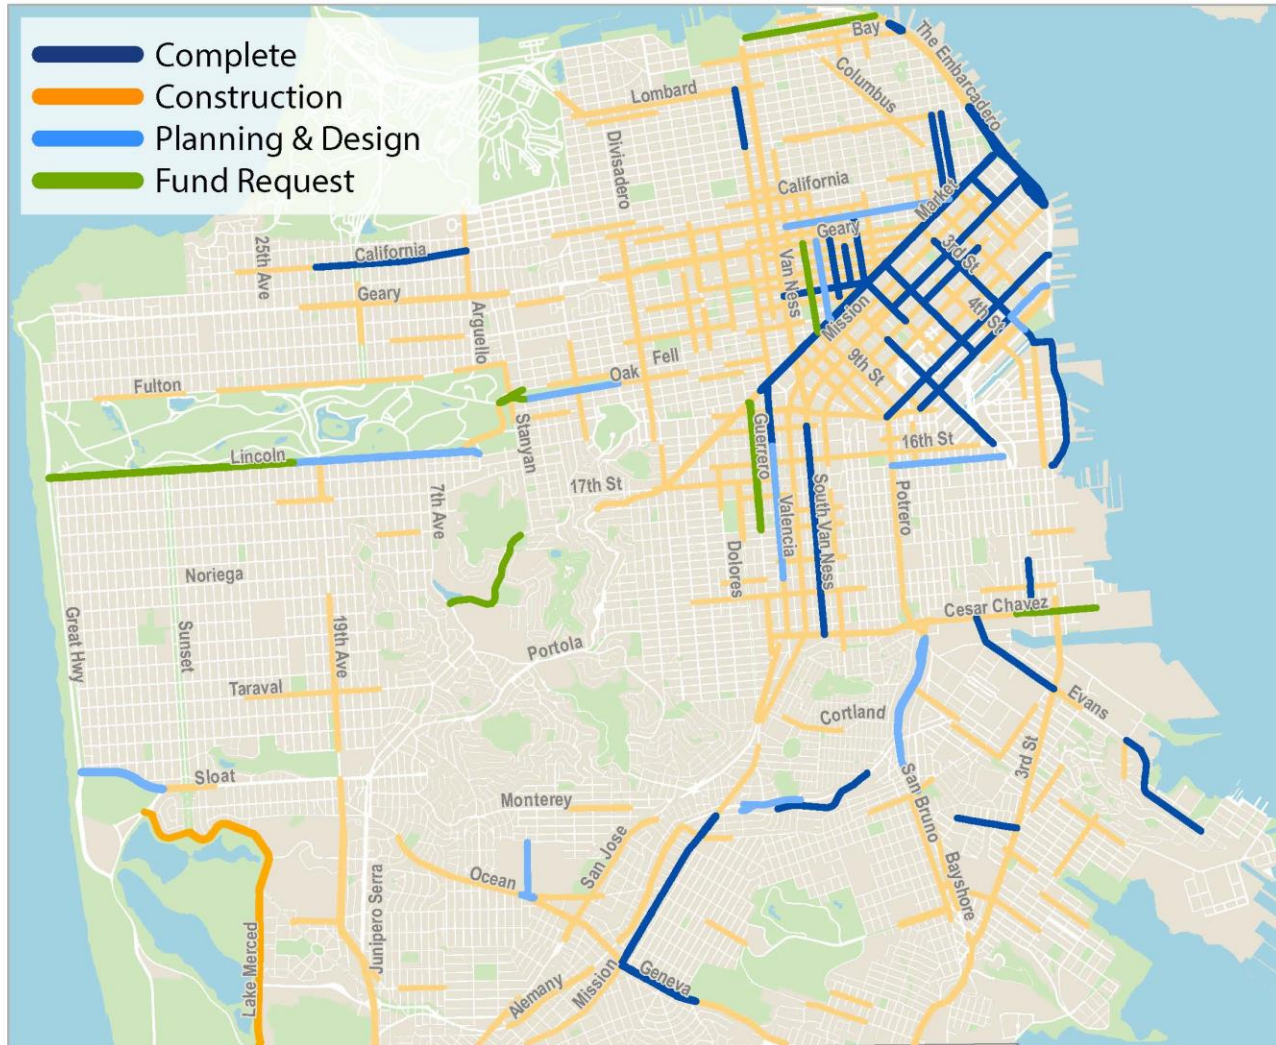 Complete
Construction
Planning & Design
Fund Request
Bay
The Embarcadero
Columbus
Lombard
Divisadero
California
Market
25th Ave
California
Geary
3rd St
Van Ness
Geary
Arguello
Mission
4th St
Fell
Oak
9th St
Fulton
Stanyan
Guerrero
16th St
Lincoln
17th St
7th Ave
South Van Ness
Potrero
Valencia
Dolores
Noriega
Cesar Chavez
Great Hwy
Sunset
19th Ave
Portola
Taraval
Evans
Cortland
3rd St
Sloat
San Bruno
Monterey
San Jose
Ocean
Bayshore
Junipero Serra
Lake Merced
Geneva
Mission
Alemany